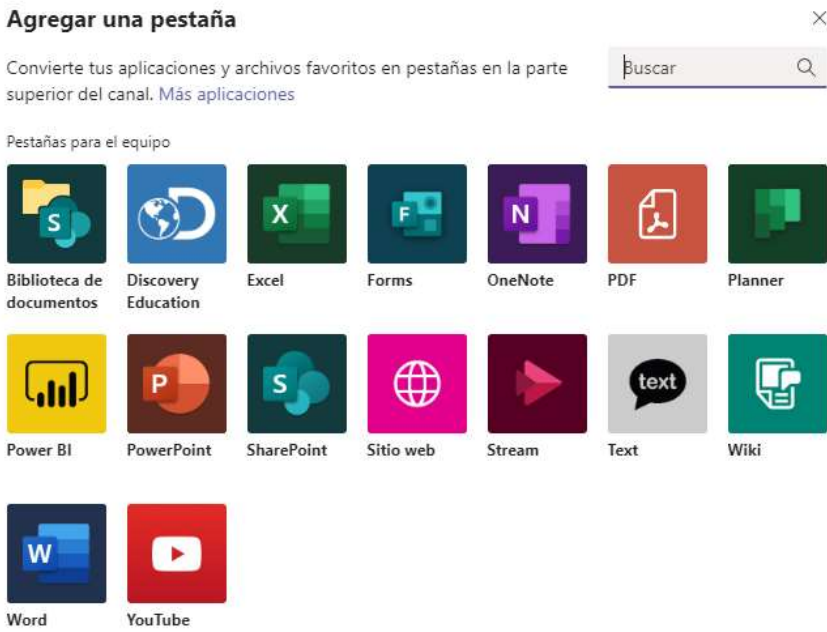 Agregar una pestaña
Convierte tus aplicaciones y archivos favoritos en pestañas en la parte
superior del canal. Más aplicaciones
Buscar
Pestañas para el equipo
S
D
X
F
N
Biblioteca de
documentos
Discovery
Education
Excel
Forms
OneNote
PDF
Planner
P
S
text
Power BI
PowerPoint
SharePoint
Sitio web
Stream
Text
Wiki
W
Word
YouTube